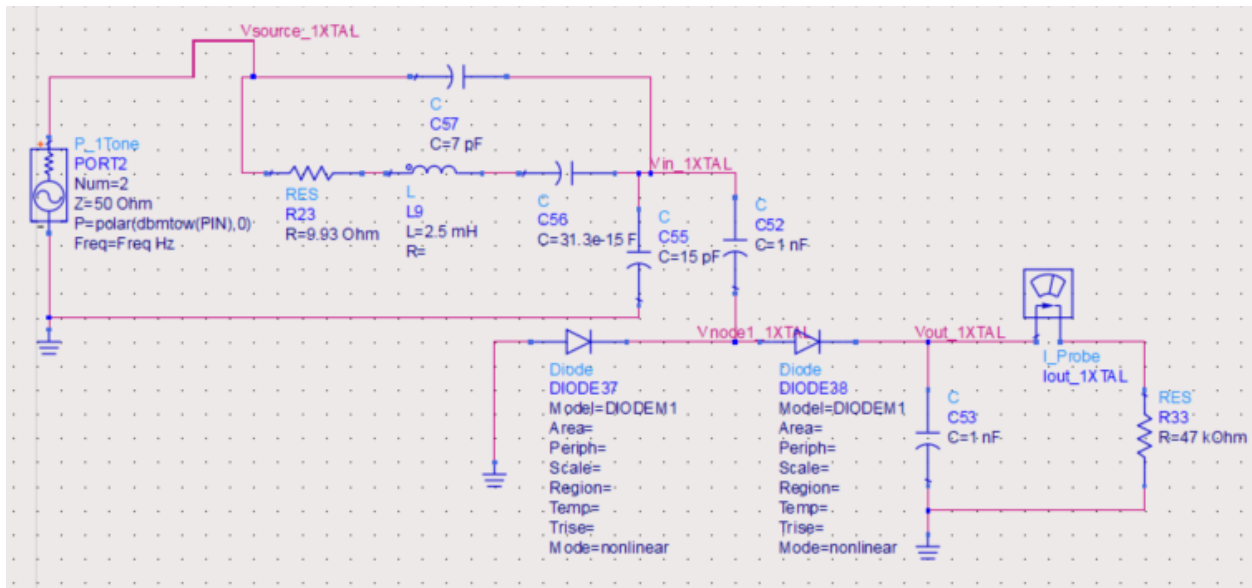 Vsource_1XTAL
C
C57
C=7 pF
P_1Tone
PORT2
Num=2
Z=50 Ohm
P=polar(dbmtow(PIN),0)
Freq=Freq Hz
RES
R23
R=9.93 Ohm
L
L9
L=2.5 mH
R=
C
C56
C=31.3e-15 F
Vin_1XTAL
C
C55
C=15 pF
C
C52
C=1 nF
Vnode1_1XTAL
Vout_1XTAL
I_Probe
Iout_1XTAL
Diode
DIODE37
Model=DIODEM1
Area=
Periph=
Scale=
Region=
Temp=
Trise=
Mode=nonlinear
Diode
DIODE38
Model=DIODEM1
Area=
Periph=
Scale=
Region=
Temp=
Trise=
Mode=nonlinear
C
C53
C=1 nF
RES
R33
R=47 kOhm